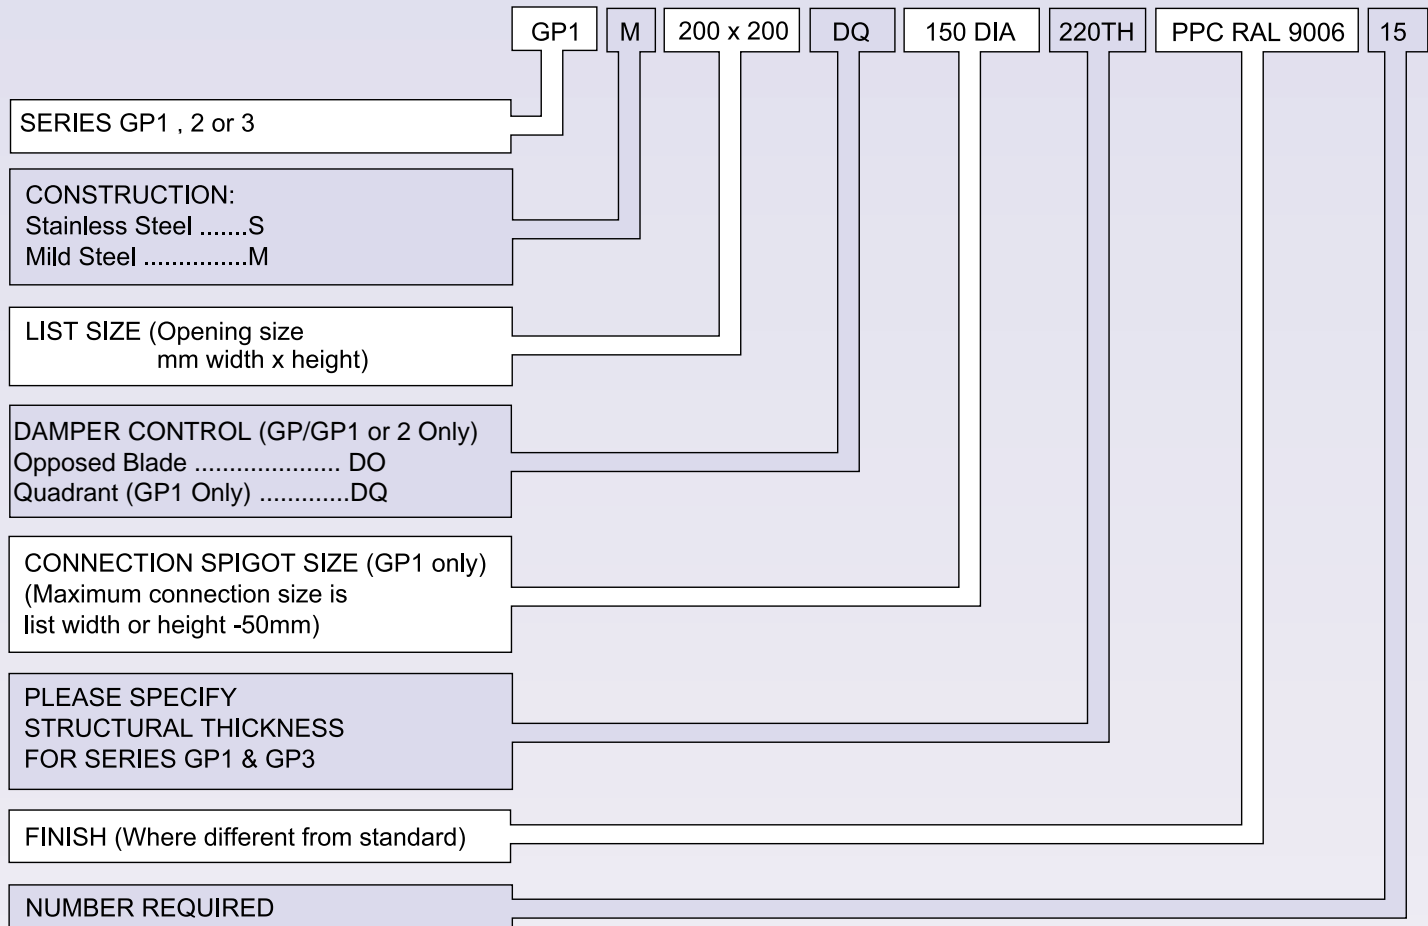 GP1 M 200 x 200 DQ 150 DIA 220TH PPC RAL 9006 15
SERIES GP1 , 2 or 3
CONSTRUCTION:
Stainless Steel .......S
Mild Steel ...............M
LIST SIZE (Opening size
mm width x height)
DAMPER CONTROL (GP/GP1 or 2 Only)
Opposed Blade ..................... DO
Quadrant (GP1 Only) .............DQ
CONNECTION SPIGOT SIZE (GP1 only)
(Maximum connection size is
list width or height -50mm)
PLEASE SPECIFY
STRUCTURAL THICKNESS
FOR SERIES GP1 & GP3
FINISH (Where different from standard)
NUMBER REQUIRED